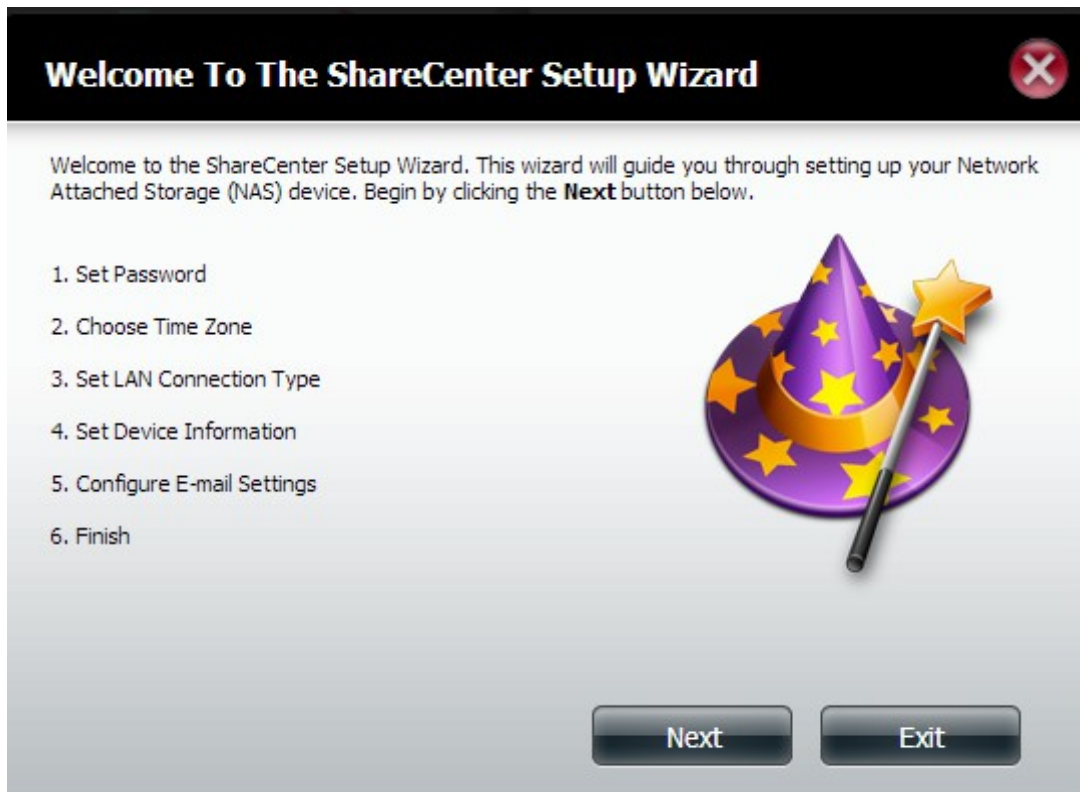 Welcome To The ShareCenter Setup Wizard
Welcome to the ShareCenter Setup Wizard. This wizard will guide you through setting up your Network
Attached Storage (NAS) device. Begin by clicking the Next button below.
1. Set Password
2. Choose Time Zone
3. Set LAN Connection Type
4. Set Device Information
5. Configure E-mail Settings
6. Finish
Next
Exit